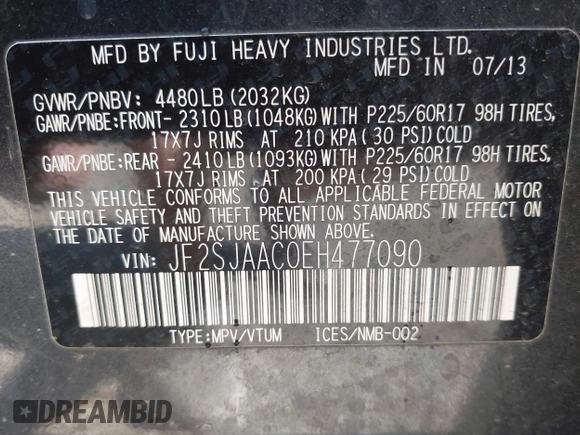 MFD BY FUJI HEAVY INDUSTRIES LTD.
MFD IN 07/13
GVWR/PNBV: 4480LB(2032KG)
GAWR/PNBE:FRONT-2310LB(1048KG)WITH P225/60R17 98H TIRES,
17X7J RIMS AT 210 KPA(30 PSI)COLD
GAWR/PNBE:REAR -2410LB(1093KG)WITH P225/60R17 98H TIRES,
17X7J RIMS AT 200 KPA(29 PSI)COLD
THIS VEHICLE CONFORMS TO ALL APPLICABLE FEDERAL MOTOR
VEHICLE SAFETY AND THEFT PREVENTION STANDARDS IN EFFECT ON
THE DATE OF MANUFACTURE SHOWN ABOVE.
VIN: JF2SJAAC0EH477090
TYPE:MPV/VTUM ICES/NMB-002
DREAMBID